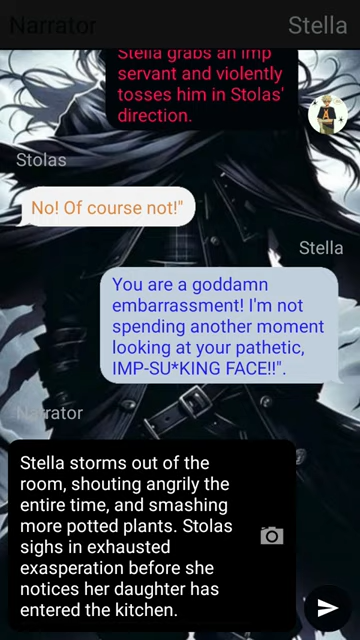 Narrator
Stella
Stella grabs an imp
servant and violently
tosses him in Stolas'
direction.
Stolas
No! Of course not!"
Stella
You are a goddamn
embarrassment! I'm not
spending another moment
looking at your pathetic,
IMP-SU*KING FACE!!".
Narrator
Stella storms out of the
room, shouting angrily the
entire time, and smashing
more potted plants. Stolas
sighs in exhausted
exasperation before she
notices her daughter has
entered the kitchen.